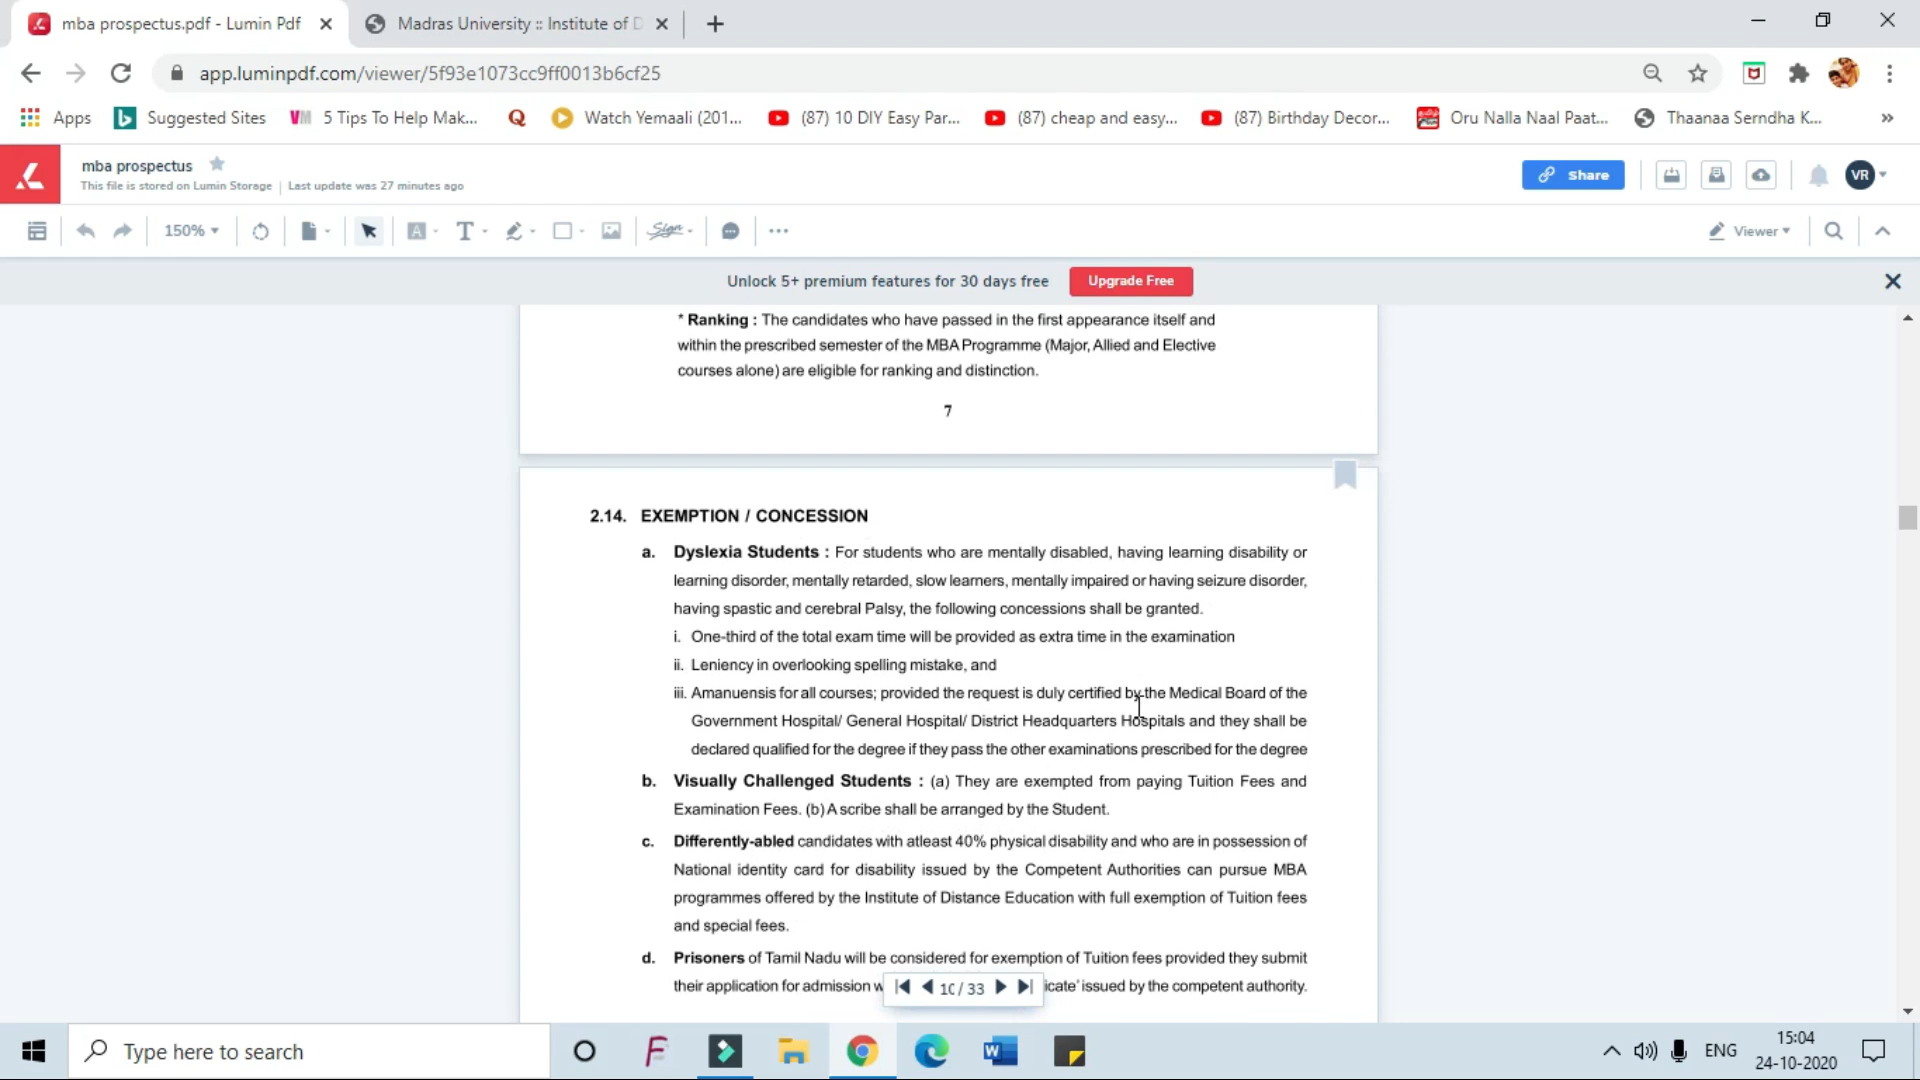 mba prospectus.pdf - Lumin Pdf
Madras University :: Institute of D
app.luminpdf.com/viewer/5f93e1073cc9ff0013b6cf25
Apps
Suggested Sites
VM 5 Tips To Help Mak...
Q
Watch Yemaali (201...
(87) 10 DIY Easy Par...
(87) cheap and easy...
(87) Birthday Decor...
Oru Nalla Naal Paat...
Thaanaa Serndha K...
mba prospectus
This file is stored on Lumin Storage | Last update was 27 minutes ago
Share
VR
150%
A
T
Sign
Viewer
Unlock 5+ premium features for 30 days free
Upgrade Free
* Ranking : The candidates who have passed in the first appearance itself and
within the prescribed semester of the MBA Programme (Major, Allied and Elective
courses alone) are eligible for ranking and distinction.
7
2.14. EXEMPTION / CONCESSION
a. Dyslexia Students : For students who are mentally disabled, having learning disability or
learning disorder, mentally retarded, slow learners, mentally impaired or having seizure disorder,
having spastic and cerebral Palsy, the following concessions shall be granted.
i. One-third of the total exam time will be provided as extra time in the examination
ii. Leniency in overlooking spelling mistake, and
iii. Amanuensis for all courses; provided the request is duly certified by the Medical Board of the
Government Hospital/ General Hospital/ District Headquarters Hospitals and they shall be
declared qualified for the degree if they pass the other examinations prescribed for the degree
b. Visually Challenged Students : (a) They are exempted from paying Tuition Fees and
Examination Fees. (b) A scribe shall be arranged by the Student.
c. Differently-abled candidates with atleast 40% physical disability and who are in possession of
National identity card for disability issued by the Competent Authorities can pursue MBA
programmes offered by the Institute of Distance Education with full exemption of Tuition fees
and special fees.
d. Prisoners of Tamil Nadu will be considered for exemption of Tuition fees provided they submit
their application for admission w icate' issued by the competent authority.
10 / 33
Type here to search
ENG
15:04
24-10-2020